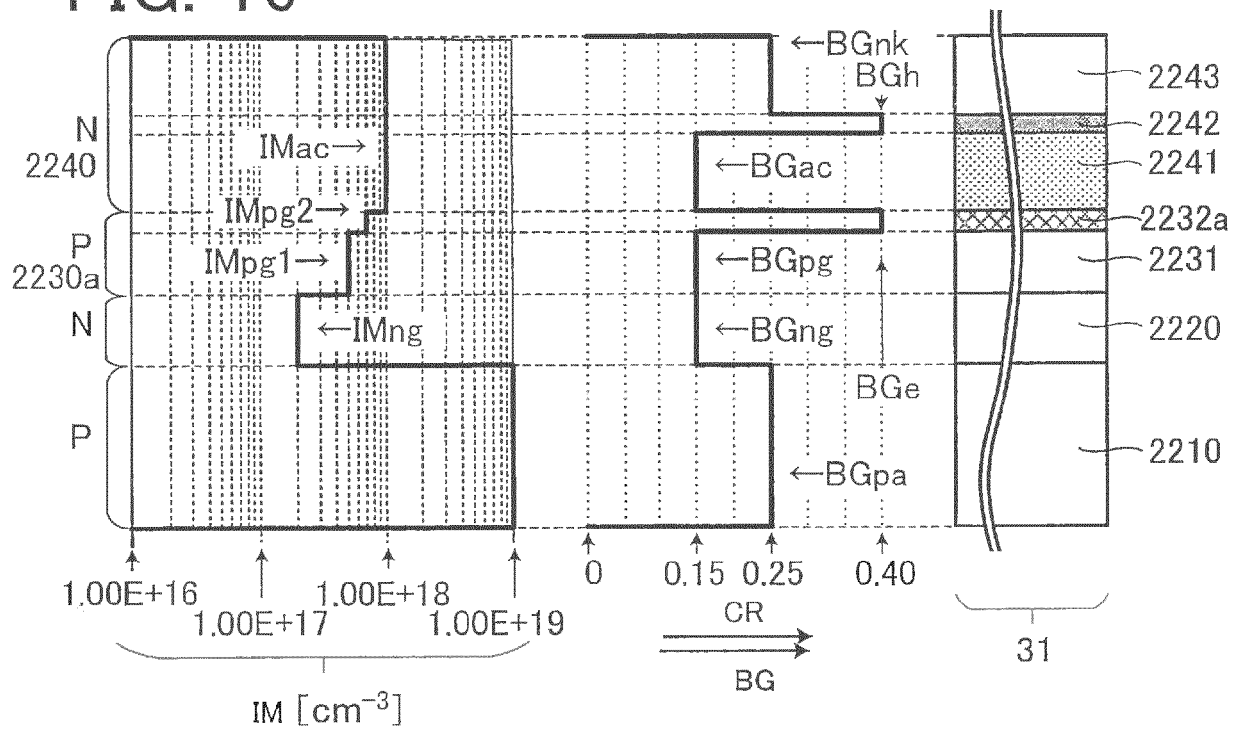 N
2240
P
2230a
N
P
IMac→
IMpg2→
IMpg1→
←IMng
1.00E+16
1.00E+17
1.00E+18
1.00E+19
IM [cm⁻³]
←BGnk
BGh
←BGac
←BGpg
←BGng
BGe
←BGpa
0
0.15
0.25
0.40
CR
BG
2243
2242
2241
2232a
2231
2220
2210
31